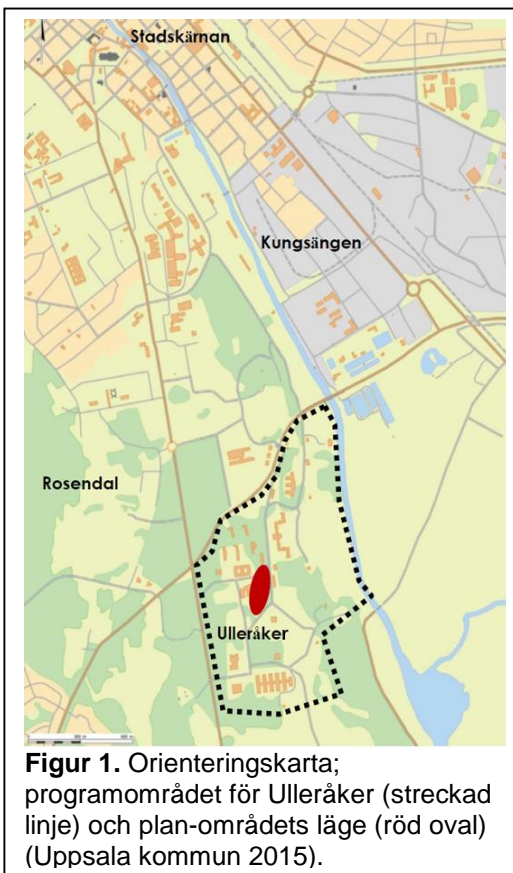 Stadskärnan
Kungsängen
Rosendal
Ulleråker
Figur 1. Orienteringskarta;
programområdet för Ulleråker (streckad
linje) och plan-områdets läge (röd oval)
(Uppsala kommun 2015).